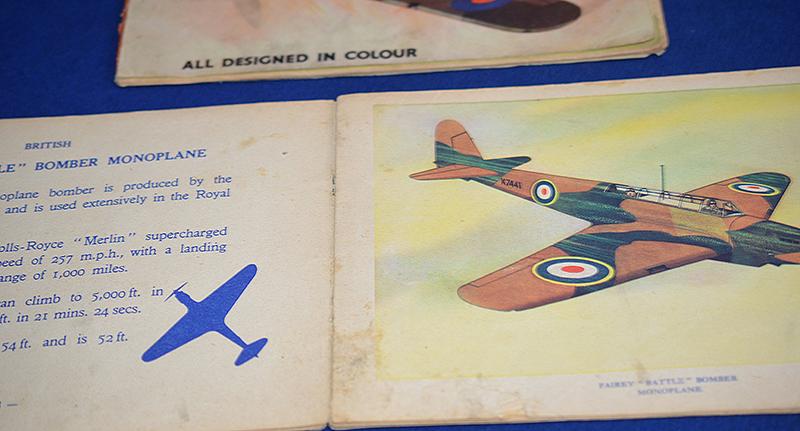 ALL DESIGNED IN COLOUR
BRITISH
LE" BOMBER MONOPLANE
oplane bomber is produced by the
and is used extensively in the Royal
olls-Royce "Merlin" supercharged
peed of 257 m.p.h., with a landing
ange of 1,000 miles.
an climb to 5,000 ft. in
ft. in 21 mins. 24 secs.
54 ft. and is 52 ft.
K7441
FAIREY "BATTLE" BOMBER
MONOPLANE